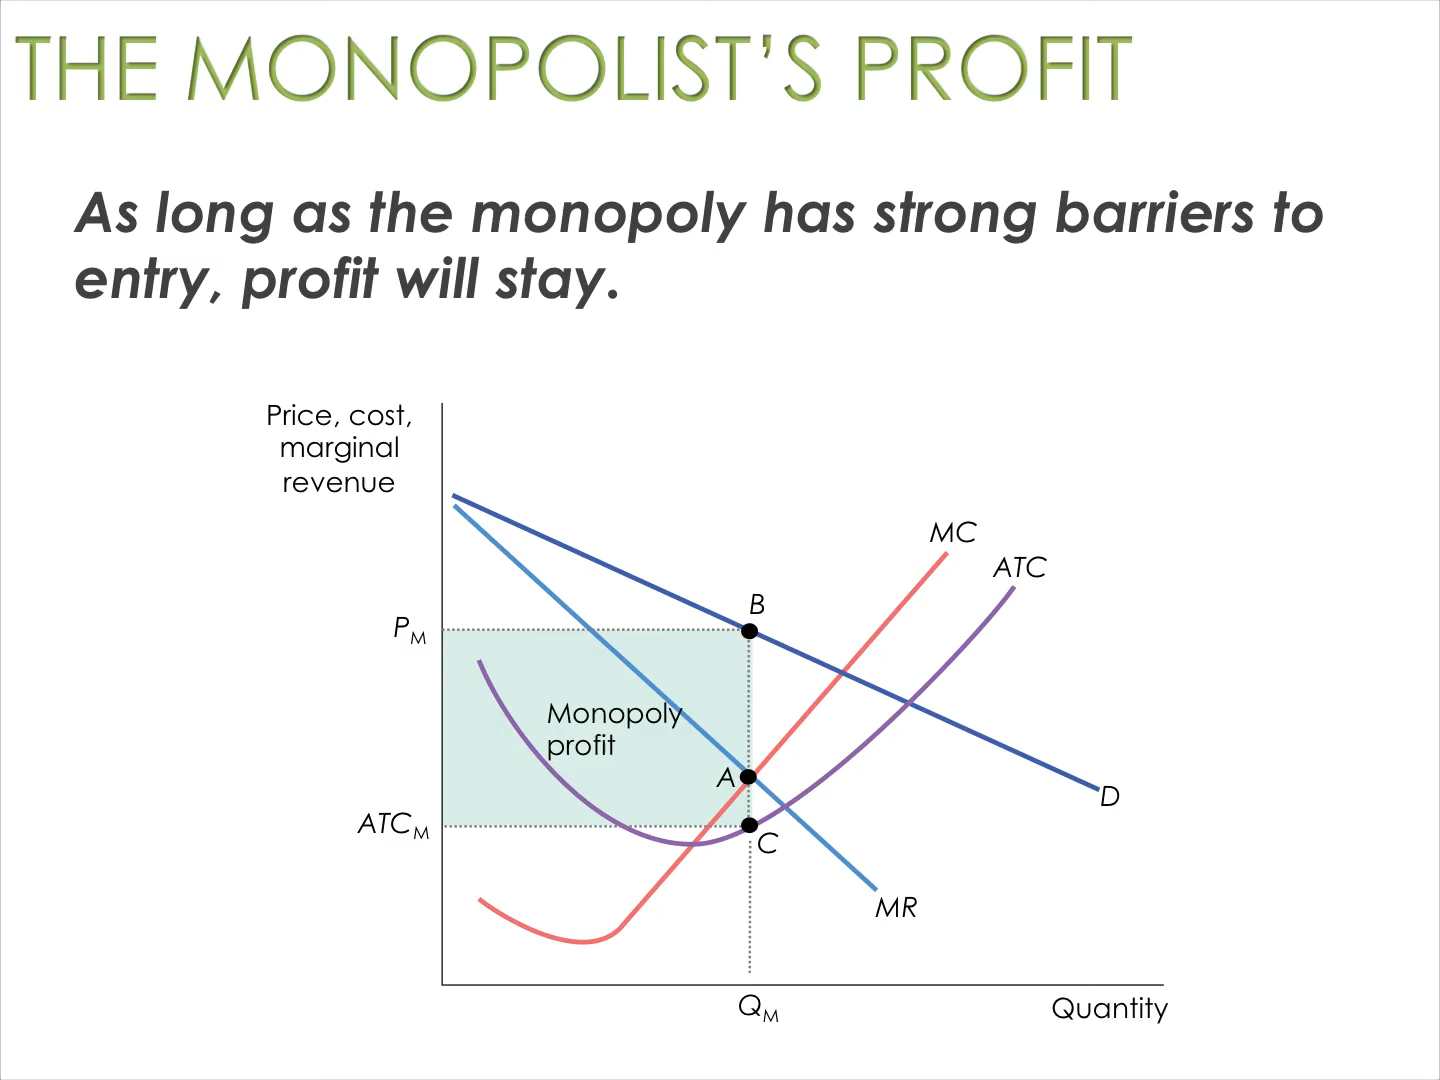 THE MONOPOLIST’S PROFIT
As long as the monopoly has strong barriers to
entry, profit will stay.
Price, cost,
marginal
revenue
MC
ATC
B
PM
Monopoly
profit
A
D
ATCM
C
MR
QM
Quantity